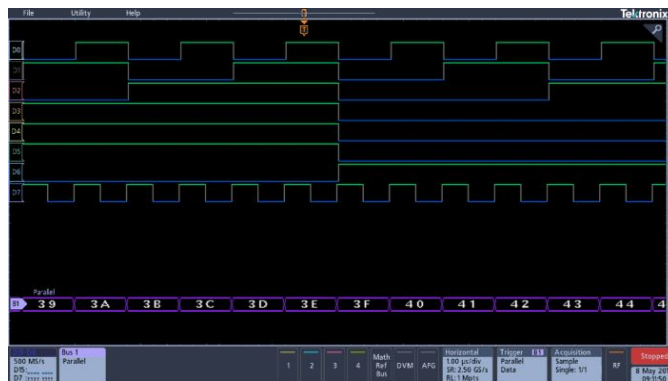 File Utility Help Tektronix
T
D0
D1
D2
D3
D4
D5
D6
D7
Parallel
B1 39 3A 3B 3C 3D 3E 3F 40 41 42 43 44 4
Bus 1 Horizontal Trigger Acquisition Stopped
500 MS/s Parallel 1 2 3 4 Math Ref Bus DVM AFG 1.00 µs/div Parallel Sample RF
D15: SR: 2.50 GS/s Data Single: 1/1 8 May
D7 RL: 1 Mpts